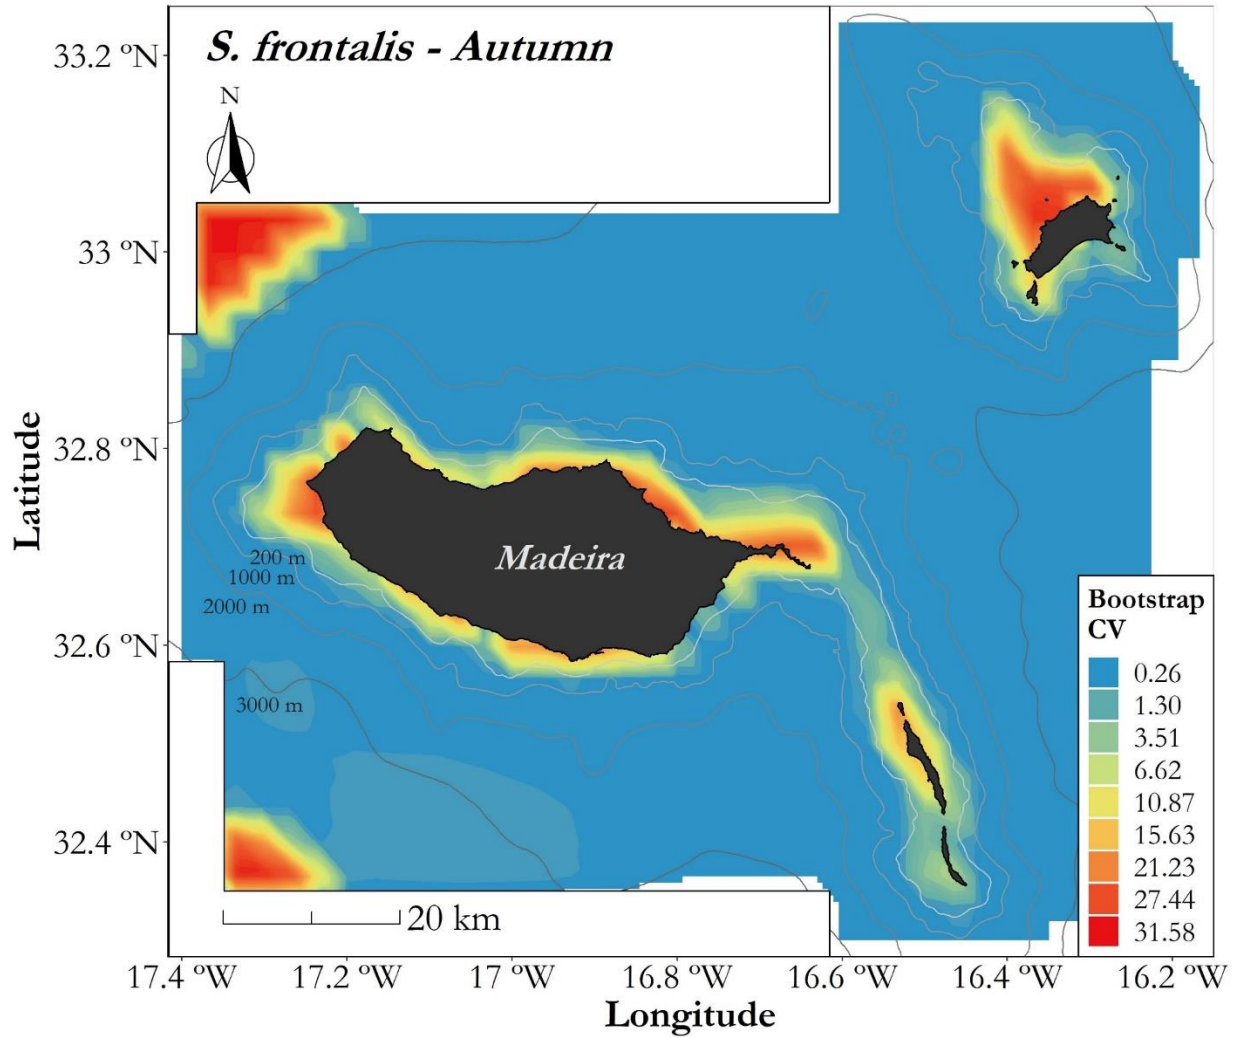 S. frontalis - Autumn
N
33.2 ºN
33 ºN
32.8 ºN
32.6 ºN
32.4 ºN
Latitude
Madeira
200 m
1000 m
2000 m
3000 m
20 km
Bootstrap
CV
0.26
1.30
3.51
6.62
10.87
15.63
21.23
27.44
31.58
17.4 ºW
17.2 ºW
17 ºW
16.8 ºW
16.6 ºW
16.4 ºW
16.2 ºW
Longitude